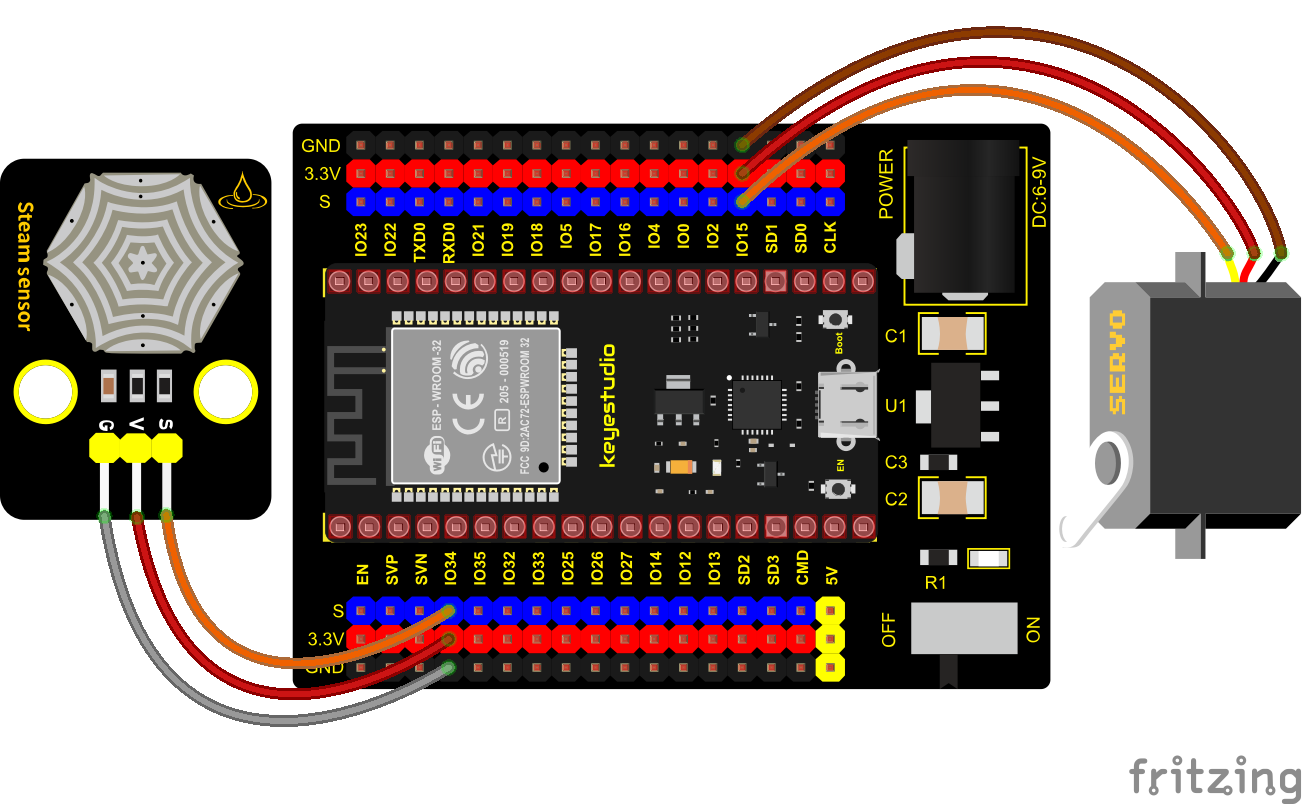 Steam sensor
G
V
S
GND
3.3V
S
IO23
IO22
TXD0
RXD0
IO21
IO19
IO18
IO5
IO17
IO16
IO4
IO0
IO2
IO15
SD1
SD0
CLK
POWER
DC:6-9V
ESP-WROOM-32
WiFi
CE
R
205-000519
FCC 9D:2AC72-ESPWROOM 32
keyestudio
Boot
EN
C1
U1
C3
C2
R1
OFF
ON
EN
SVP
SVN
IO34
IO35
IO32
IO33
IO25
IO26
IO27
IO14
IO12
IO13
SD2
SD3
CMD
5V
S
3.3V
GND
SERVO
fritzing